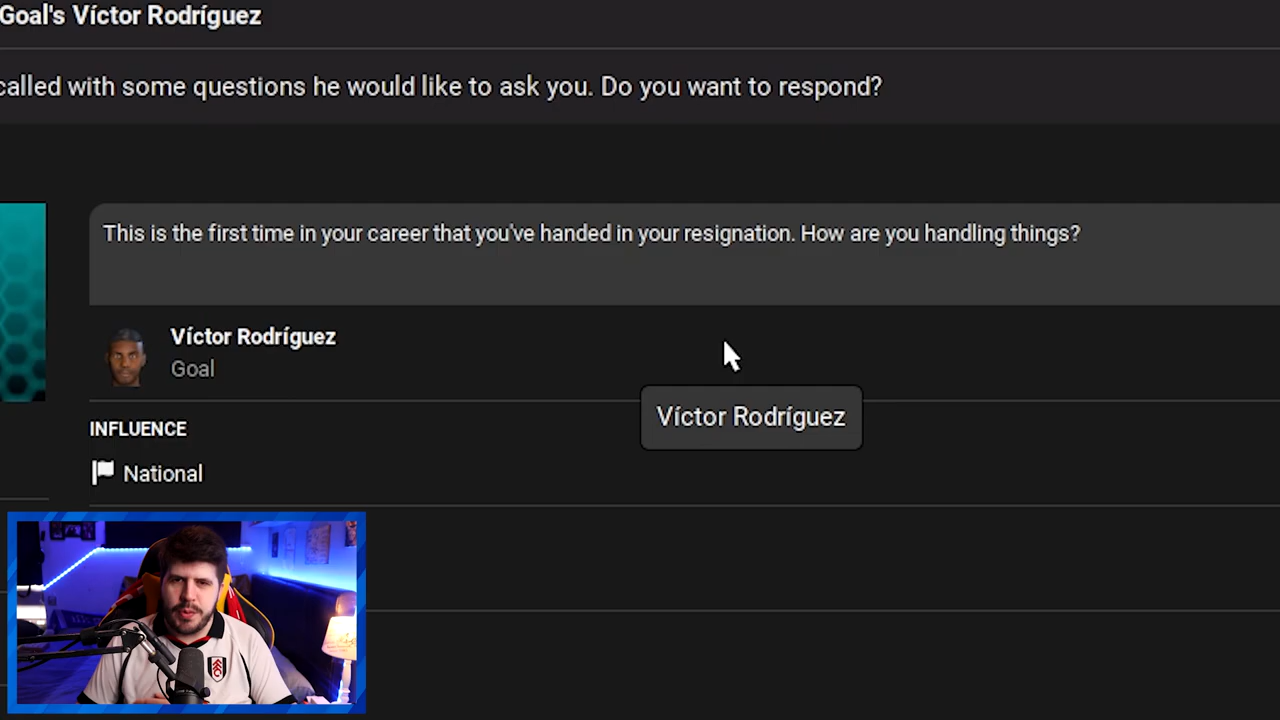 Goal's Víctor Rodríguez
called with some questions he would like to ask you. Do you want to respond?
This is the first time in your career that you've handed in your resignation. How are you handling things?
Víctor Rodríguez
Goal
Víctor Rodríguez
INFLUENCE
National